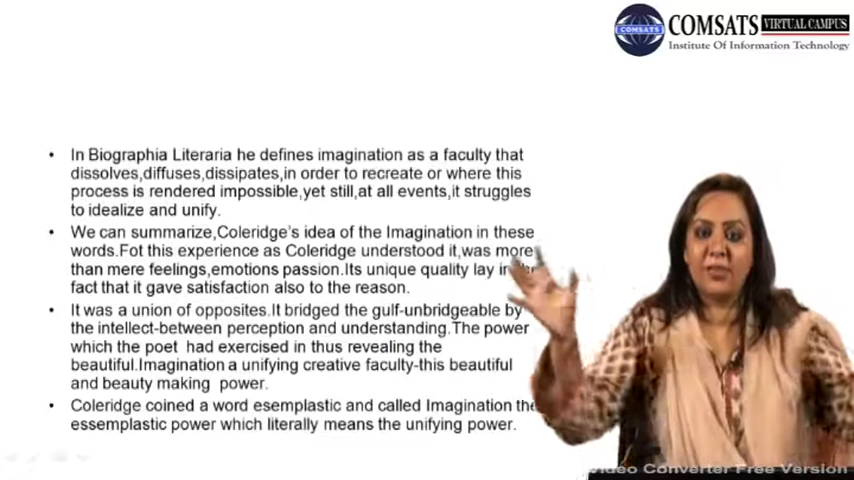 COMSATS
COMSATS VIRTUAL CAMPUS
Institute Of Information Technology
• In Biographia Literaria he defines imagination as a faculty that
dissolves,diffuses,dissipates,in order to recreate or where this
process is rendered impossible,yet still,at all events,it struggles
to idealize and unify.
• We can summarize,Coleridge's idea of the Imagination in these
words.Fot this experience as Coleridge understood it,was more
than mere feelings,emotions passion.Its unique quality lay in
fact that it gave satisfaction also to the reason.
• It was a union of opposites.It bridged the gulf-unbridgeable by
the intellect-between perception and understanding.The power
which the poet had exercised in thus revealing the
beautiful.Imagination a unifying creative faculty-this beautiful
and beauty making power.
• Coleridge coined a word esemplastic and called Imagination the
essemplastic power which literally means the unifying power.
Video Converter Free Version